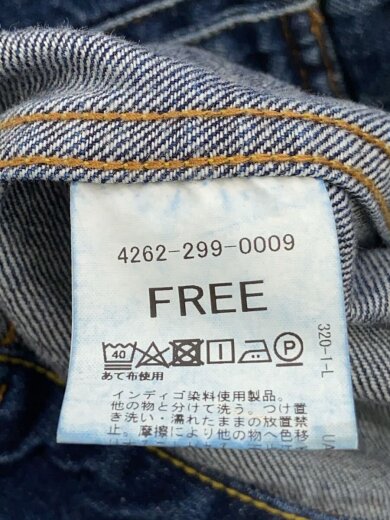 4262-299-0009
FREE
40
P
あて布使用
320-1-L
インディゴ染料使用製品。
他の物と分けて洗う。つけ置
き洗い・濡れたままの放置禁
止。摩擦により他の物へ色移
UA